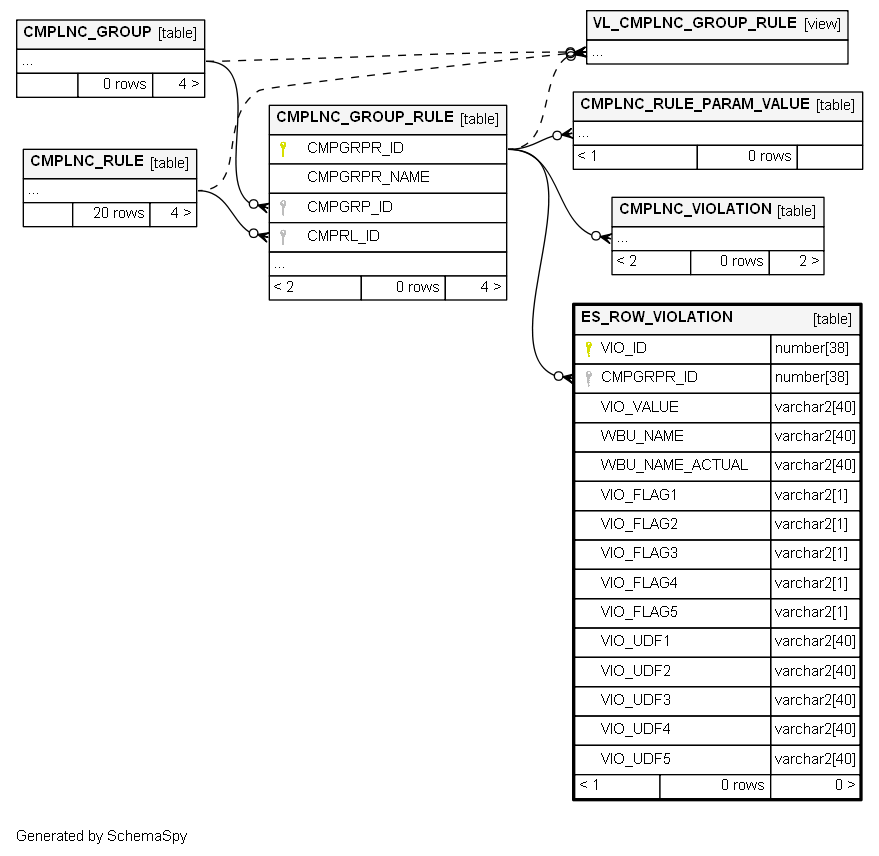 CMPLNC_GROUP [table]
...
0 rows 4 >
CMPLNC_RULE [table]
...
20 rows 4 >
CMPLNC_GROUP_RULE [table]
CMPGRPR_ID
CMPGRPR_NAME
CMPGRP_ID
CMPRL_ID
...
< 2 0 rows 4 >
VL_CMPLNC_GROUP_RULE [view]
...
CMPLNC_RULE_PARAM_VALUE [table]
...
< 1 0 rows
CMPLNC_VIOLATION [table]
...
< 2 0 rows 2 >
ES_ROW_VIOLATION [table]
VIO_ID number[38]
CMPGRPR_ID number[38]
VIO_VALUE varchar2[40]
WBU_NAME varchar2[40]
WBU_NAME_ACTUAL varchar2[40]
VIO_FLAG1 varchar2[1]
VIO_FLAG2 varchar2[1]
VIO_FLAG3 varchar2[1]
VIO_FLAG4 varchar2[1]
VIO_FLAG5 varchar2[1]
VIO_UDF1 varchar2[40]
VIO_UDF2 varchar2[40]
VIO_UDF3 varchar2[40]
VIO_UDF4 varchar2[40]
VIO_UDF5 varchar2[40]
< 1 0 rows 0 >
Generated by SchemaSpy